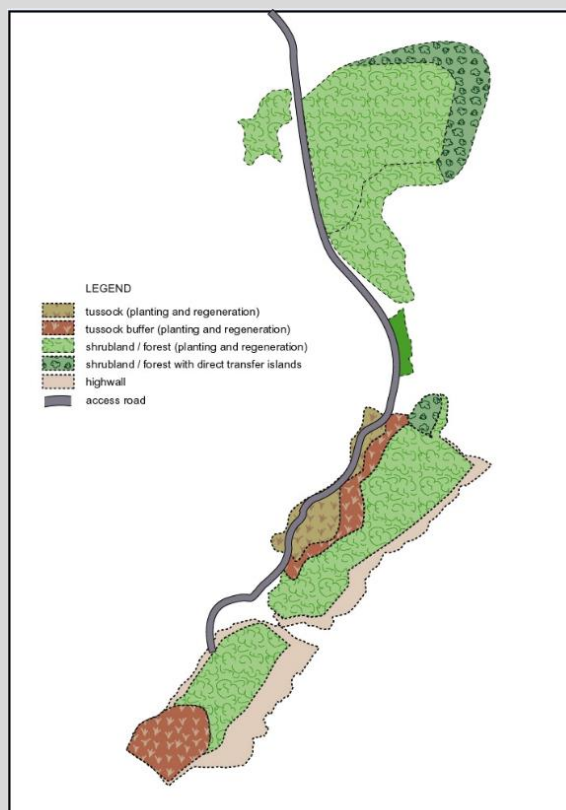 LEGEND
tussock (planting and regeneration)
tussock buffer (planting and regeneration)
shrubland / forest (planting and regeneration)
shrubland / forest with direct transfer islands
highwall
access road